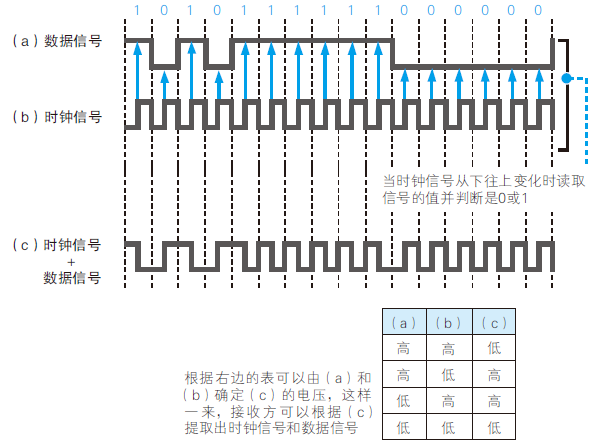 1 0 1 0 1 1 1 1 1 1 0 0 0 0 0 0
(a)数据信号
(b)时钟信号
当时钟信号从下往上变化时读取
信号的值并判断是0或1
(c)时钟信号
+
数据信号
(a) (b) (c)
高 高 低
高 低 高
低 高 高
低 低 低
根据右边的表可以由(a)和
(b)确定(c)的电压,这样
一来,接收方可以根据(c)
提取出时钟信号和数据信号